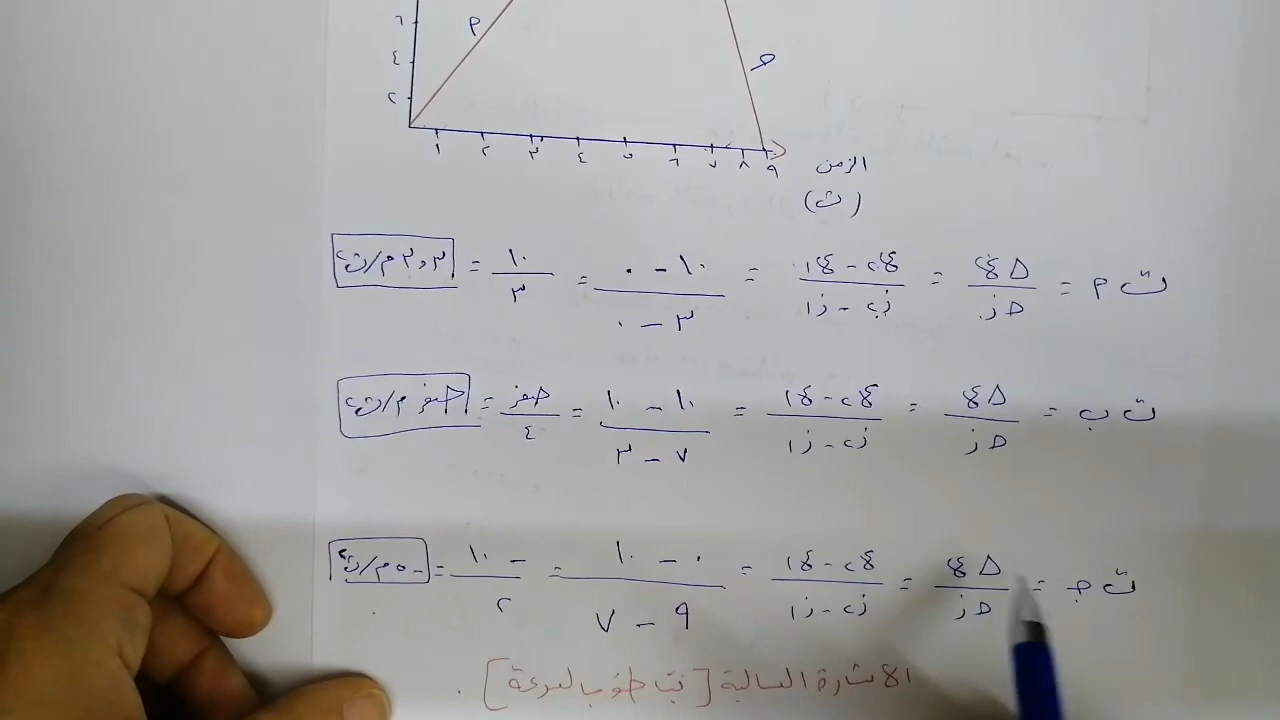 ٦ م
٤ جـ
٢
١ ٢ ٣ ٤ ٥ ٦ ٧ ٨ ٩
الزمن
(ث)
ت م = Δع / Δز = ع٢ - ع١ / ز٢ - ز١ = ١٠ - ٠ / ٣ - ٠ = ١٠ / ٣ = ٣,٣ م/ث٢
ت ب = Δع / Δز = ع٢ - ع١ / ز٢ - ز١ = ١٠ - ١٠ / ٧ - ٣ = صفر / ٤ = صفر م/ث٢
ت جـ = Δع / Δز = ع٢ - ع١ / ز٢ - ز١ = ٠ - ١٠ / ٩ - ٧ = - ١٠ / ٢ = - ٥ م/ث٢
الاشارة السالبة [تباطؤ بالسرعة].